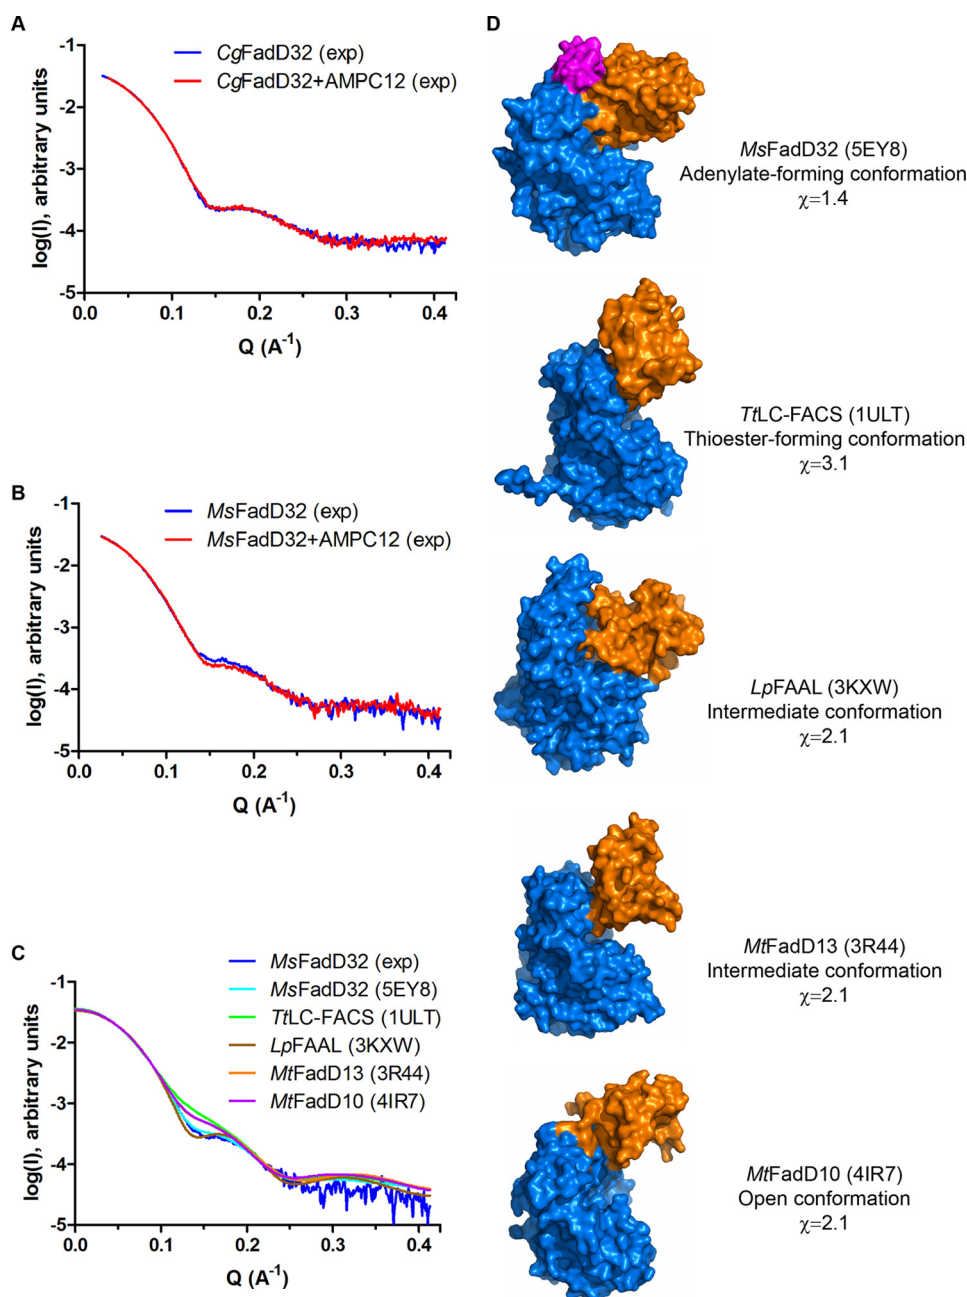 A
-1
CgFadD32 (exp)
CgFadD32+AMPC12 (exp)
-2
-3
-4
-5
0.0 0.1 0.2 0.3 0.4
log(I), arbitrary units
Q (A⁻¹)
B
-1
MsFadD32 (exp)
MsFadD32+AMPC12 (exp)
-2
-3
-4
-5
0.0 0.1 0.2 0.3 0.4
log(I), arbitrary units
Q (A⁻¹)
C
MsFadD32 (exp)
MsFadD32 (5EY8)
TtLC-FACS (1ULT)
LpFAAL (3KXW)
MtFadD13 (3R44)
MtFadD10 (4IR7)
-1
-2
-3
-4
-5
0.0 0.1 0.2 0.3 0.4
log(I), arbitrary units
Q (A⁻¹)
D
MsFadD32 (5EY8)
Adenylate-forming conformation
χ=1.4
TtLC-FACS (1ULT)
Thioester-forming conformation
χ=3.1
LpFAAL (3KXW)
Intermediate conformation
χ=2.1
MtFadD13 (3R44)
Intermediate conformation
χ=2.1
MtFadD10 (4IR7)
Open conformation
χ=2.1